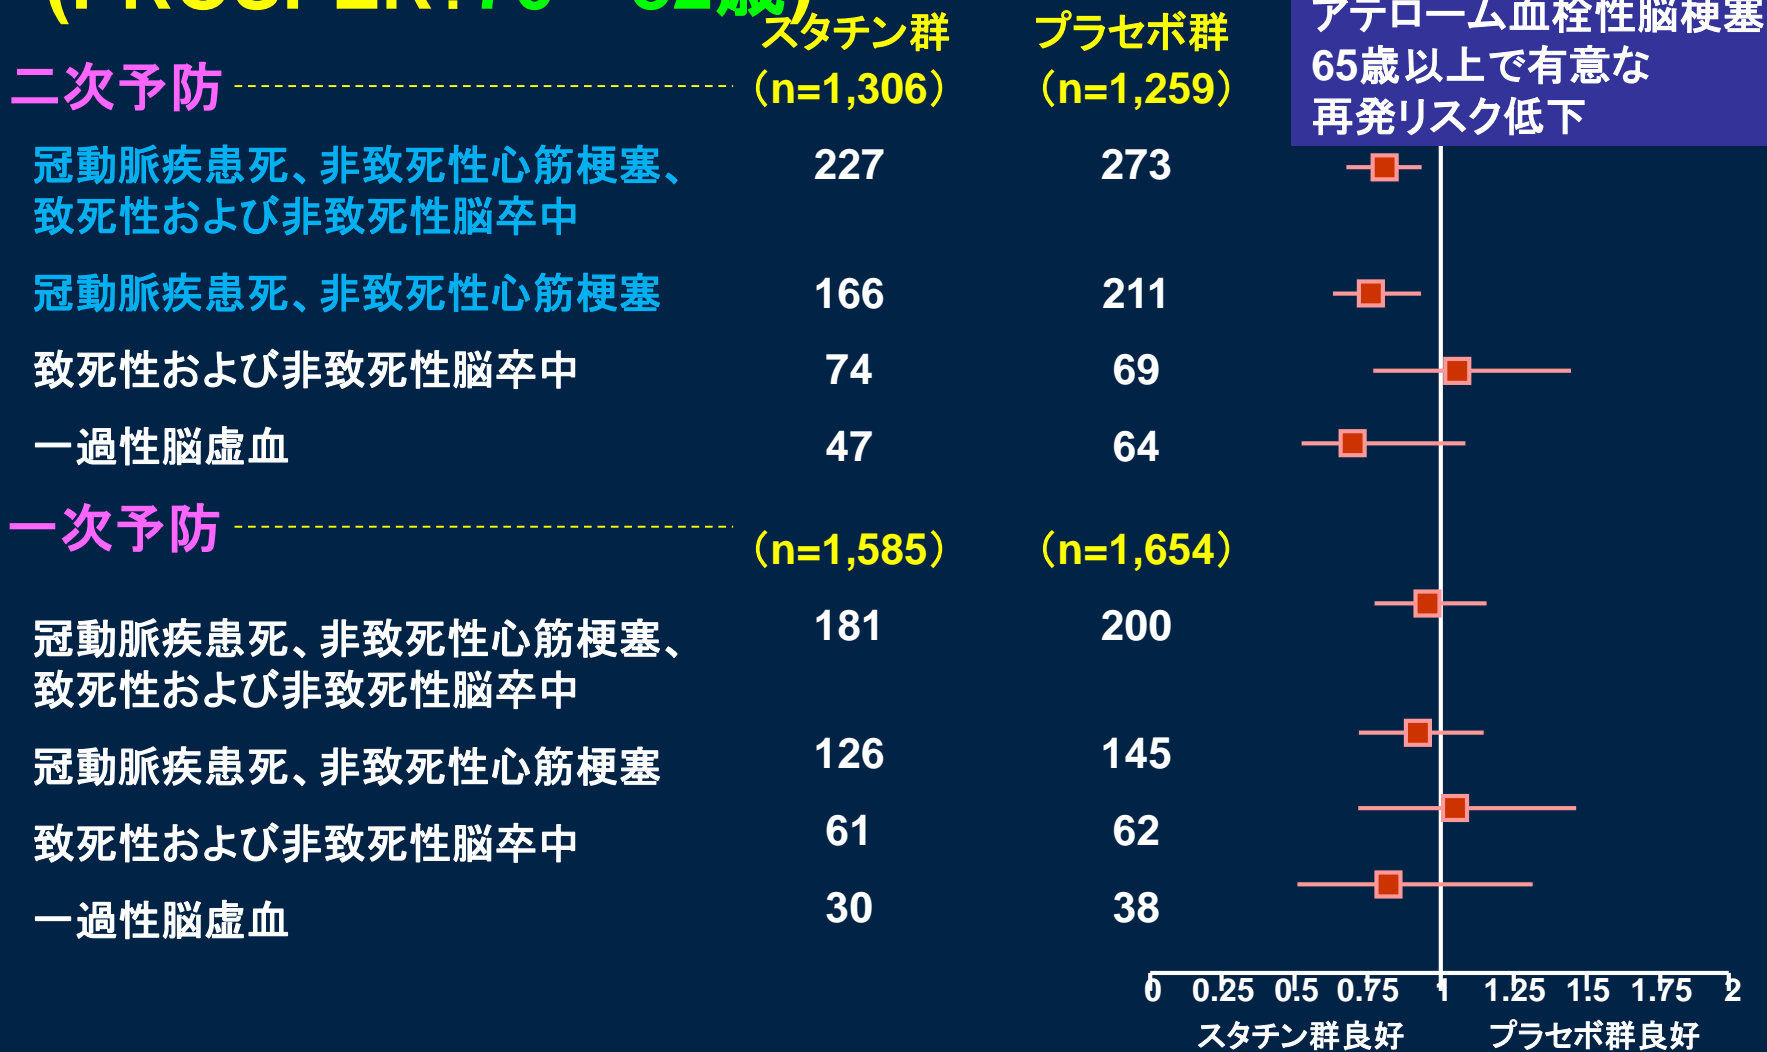 (PROSPER:70～82歳)
スタチン群 プラセボ群
アテローム血栓性脳梗塞
65歳以上で有意な
再発リスク低下
二次予防 （n=1,306） （n=1,259）
冠動脈疾患死、非致死性心筋梗塞、 227 273
致死性および非致死性脳卒中
冠動脈疾患死、非致死性心筋梗塞 166 211
致死性および非致死性脳卒中 74 69
一過性脳虚血 47 64
一次予防 （n=1,585） （n=1,654）
冠動脈疾患死、非致死性心筋梗塞、 181 200
致死性および非致死性脳卒中
冠動脈疾患死、非致死性心筋梗塞 126 145
致死性および非致死性脳卒中 61 62
一過性脳虚血 30 38
0 0.25 0.5 0.75 1 1.25 1.5 1.75 2
スタチン群良好 プラセボ群良好